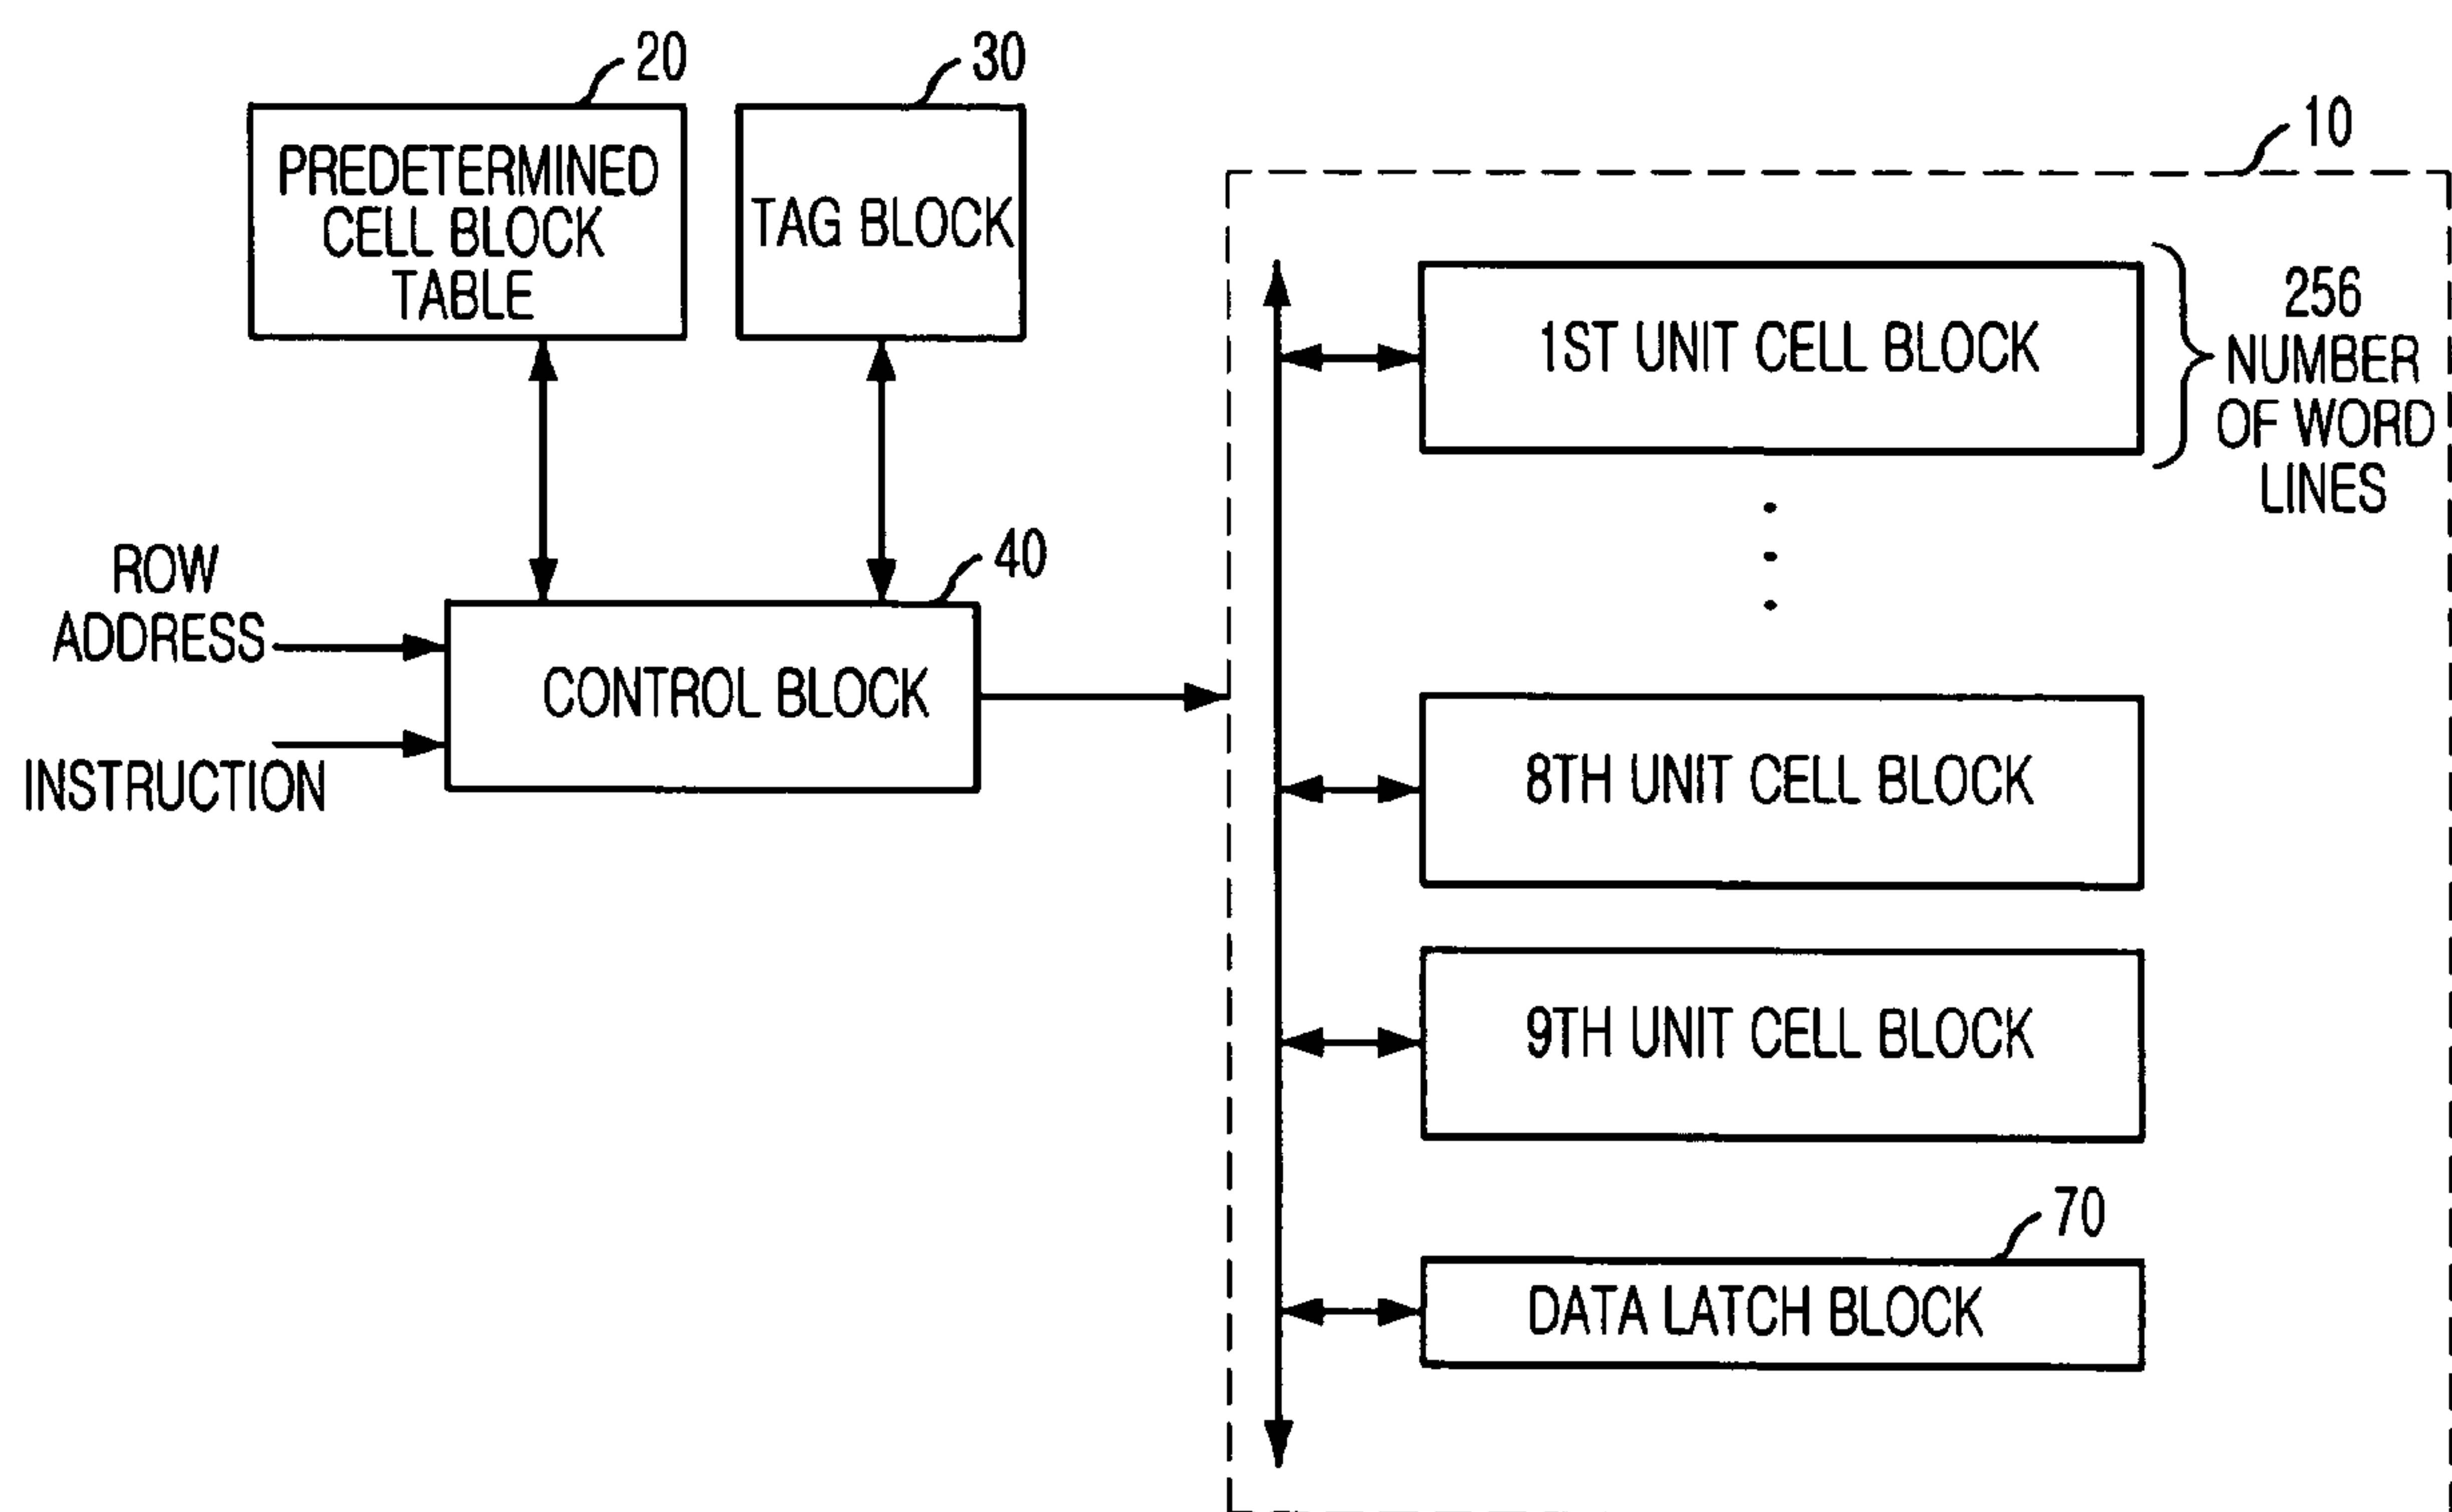 20
30
10
PREDETERMINED
CELL BLOCK
TABLE
TAG BLOCK
1ST UNIT CELL BLOCK
256
NUMBER
OF WORD
LINES
ROW
ADDRESS
INSTRUCTION
40
CONTROL BLOCK
8TH UNIT CELL BLOCK
9TH UNIT CELL BLOCK
70
DATA LATCH BLOCK